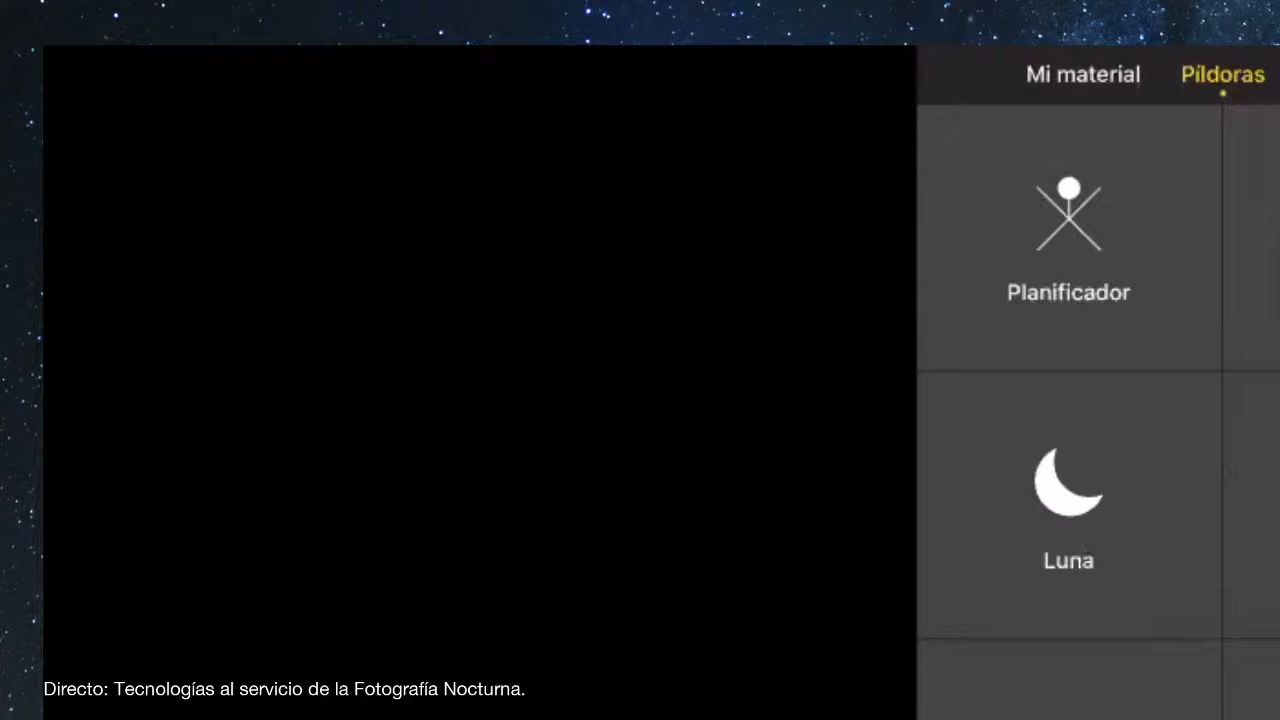 Mi material Píldoras
Planificador
Luna
Directo: Tecnologías al servicio de la Fotografía Nocturna.